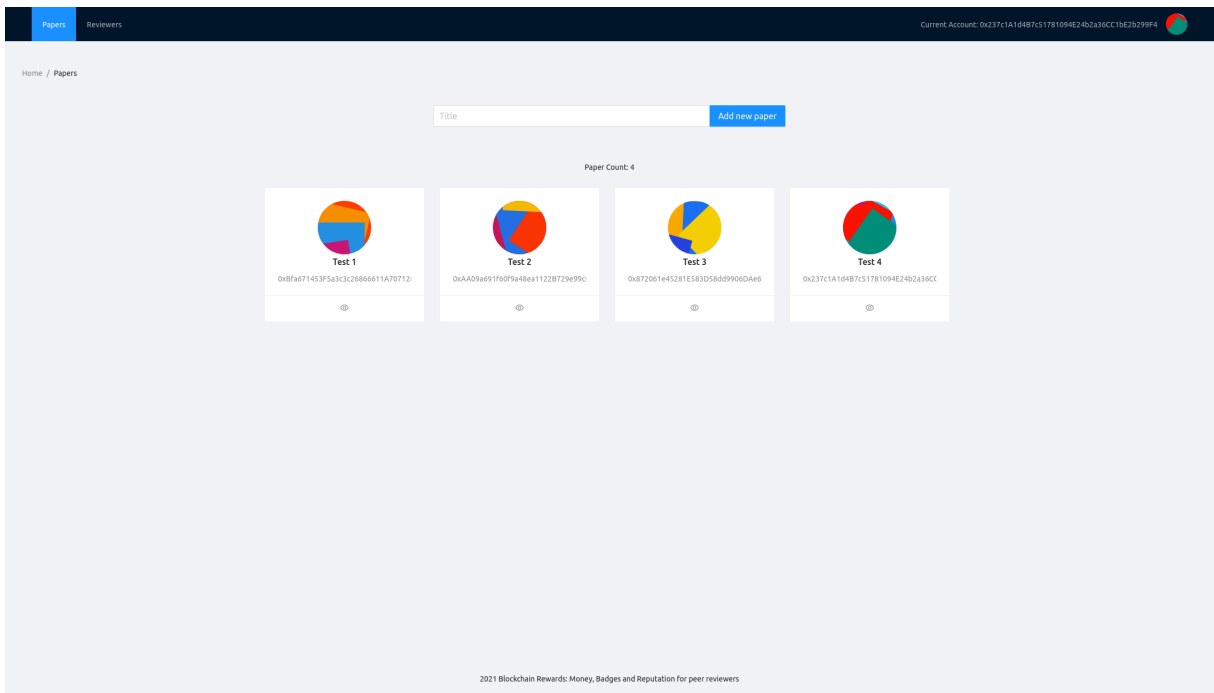 Papers Reviewers Current Account: 0x237c1A1d4B7c51781094E24b2a36CC1bE2b299F4
Home / Papers
Title Add new paper
Paper Count: 4
Test 1 Test 2 Test 3 Test 4
0xBfa671453F5a3c3c26866611A70712 0xAA09a691f60f9a48ea1122B729e99c 0x872061e45281E583D58dd9906DAe6 0x237c1A1d4B7c51781094E24b2a36CC
2021 Blockchain Rewards: Money, Badges and Reputation for peer reviewers